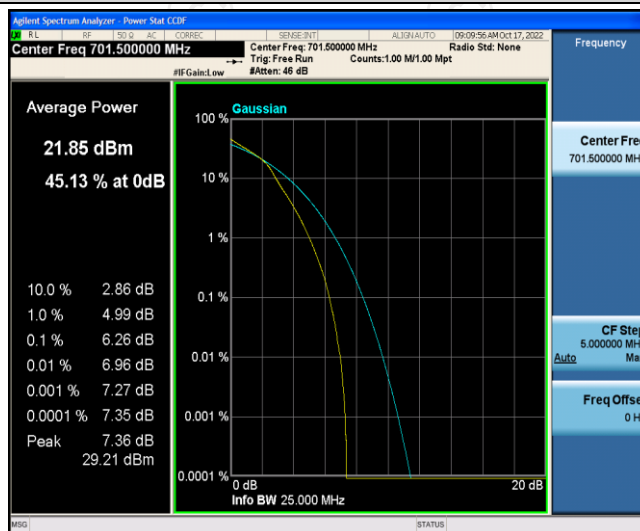 Agilent Spectrum Analyzer - Power Stat CCDF
LXI RL RF 50 Ω AC CORREC SENSE:INT ALIGNAUTO 09:09:56 AM Oct 17, 2022
Center Freq 701.500000 MHz
Center Freq: 701.500000 MHz Radio Std: None
Trig: Free Run Counts:1.00 M/1.00 Mpt
#IFGain:Low #Atten: 46 dB
Frequency
Average Power
21.85 dBm
45.13 % at 0dB
10.0 % 2.86 dB
1.0 % 4.99 dB
0.1 % 6.26 dB
0.01 % 6.96 dB
0.001 % 7.27 dB
0.0001 % 7.35 dB
Peak 7.36 dB
29.21 dBm
Gaussian
100 %
10 %
1 %
0.1 %
0.01 %
0.001 %
0.0001 %
0 dB 20 dB
Info BW 25.000 MHz
Center Fre
701.500000 MH
CF Step
5.000000 MH
Auto Ma
Freq Offse
0 H
MSG STATUS